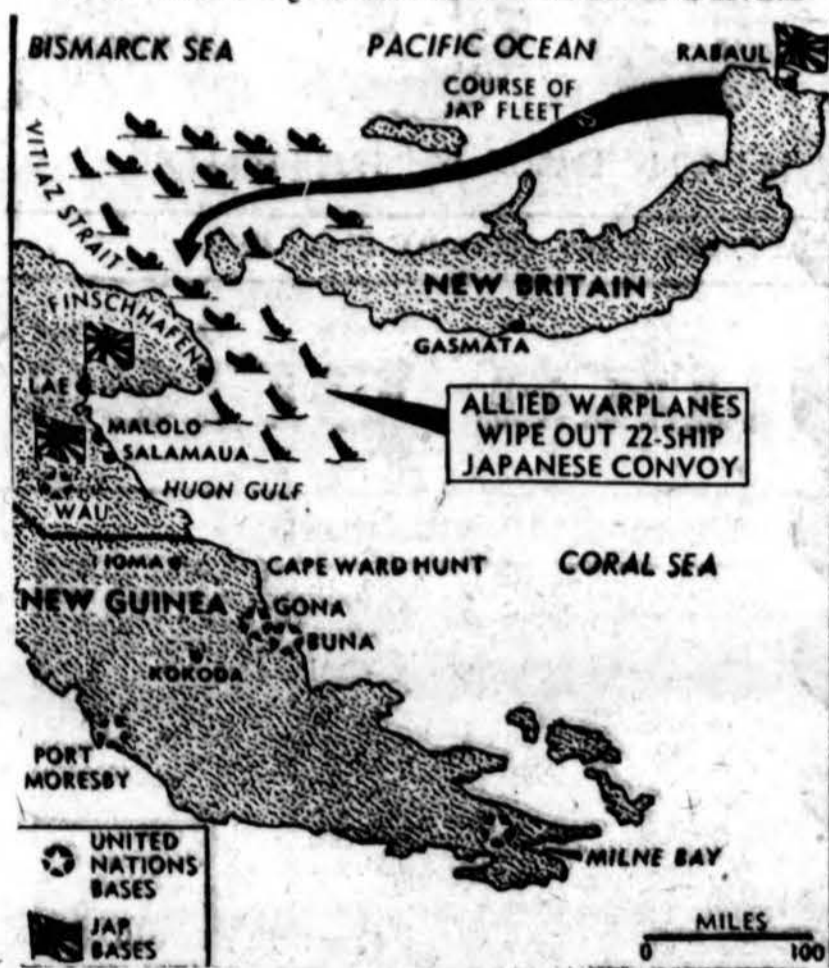 BISMARCK SEA
PACIFIC OCEAN
RABAUL
COURSE OF
JAP FLEET
VITIAZ STRAIT
NEW BRITAIN
FINSCHHAFEN
GASMATA
LAE
ALLIED WARPLANES
WIPE OUT 22-SHIP
JAPANESE CONVOY
MALOLO
SALAMAUA
HUON GULF
WAU
IOMA
CAPE WARD HUNT
CORAL SEA
NEW GUINEA
GONA
BUNA
KOKODA
PORT
MORESBY
MILNE BAY
UNITED
NATIONS
BASES
JAP
BASES
MILES
0 100